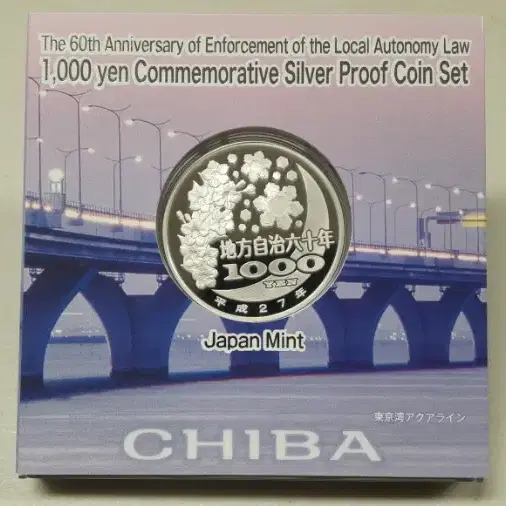 The 60th Anniversary of Enforcement of the Local Autonomy Law
1,000 yen Commemorative Silver Proof Coin Set
地方自治六十年
1000
YEN
平成27年
Japan Mint
東京湾アクアライン
CHIBA